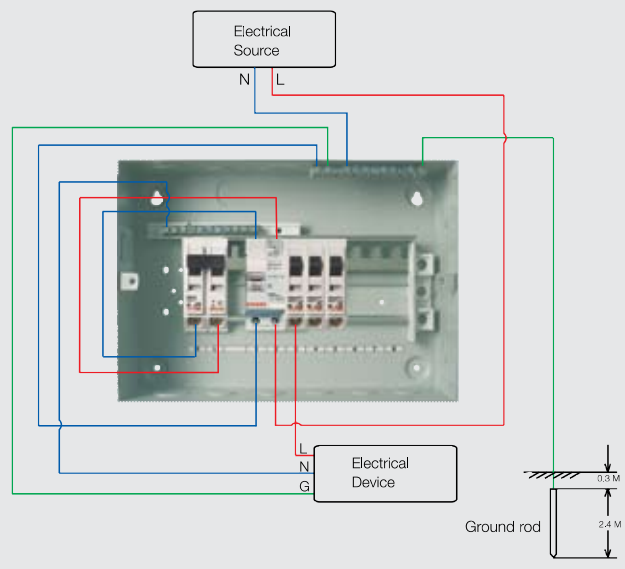 Electrical
Source
N
L
L
N
G
Electrical
Device
0.3 M
Ground rod
2.4 M